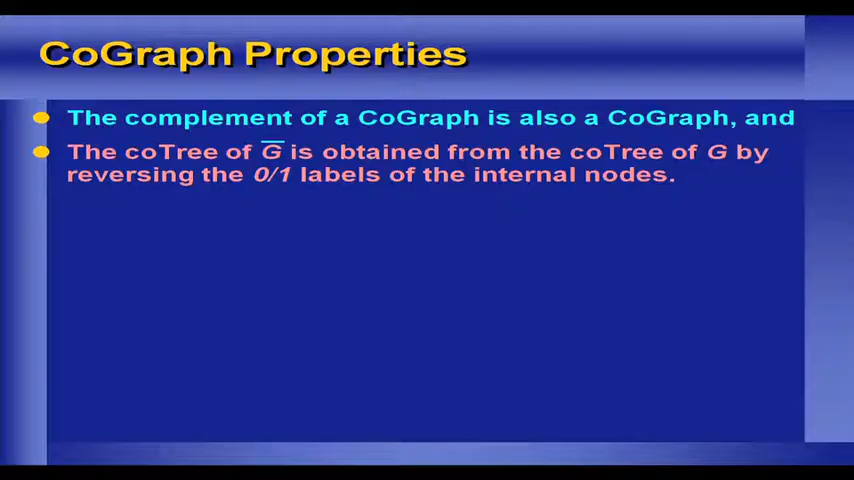 CoGraph Properties
The complement of a CoGraph is also a CoGraph, and
The coTree of G̅ is obtained from the coTree of G by
reversing the 0/1 labels of the internal nodes.